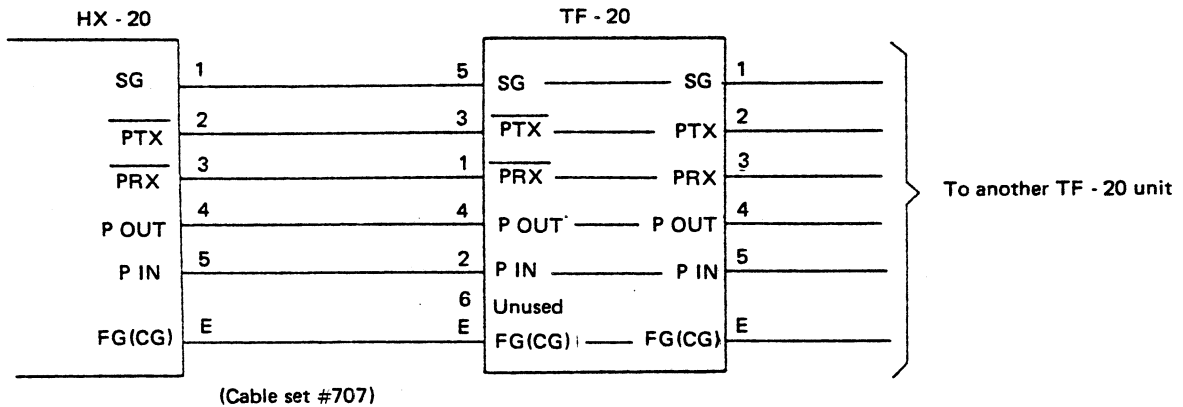 HX - 20 TF - 20
SG 1 5 SG SG 1
PTX 2 3 PTX PTX 2
PRX 3 1 PRX PRX 3
P OUT 4 4 P OUT P OUT 4
P IN 5 2 P IN P IN 5
6 Unused
FG(CG) E E FG(CG) FG(CG) E
To another TF - 20 unit
(Cable set #707)